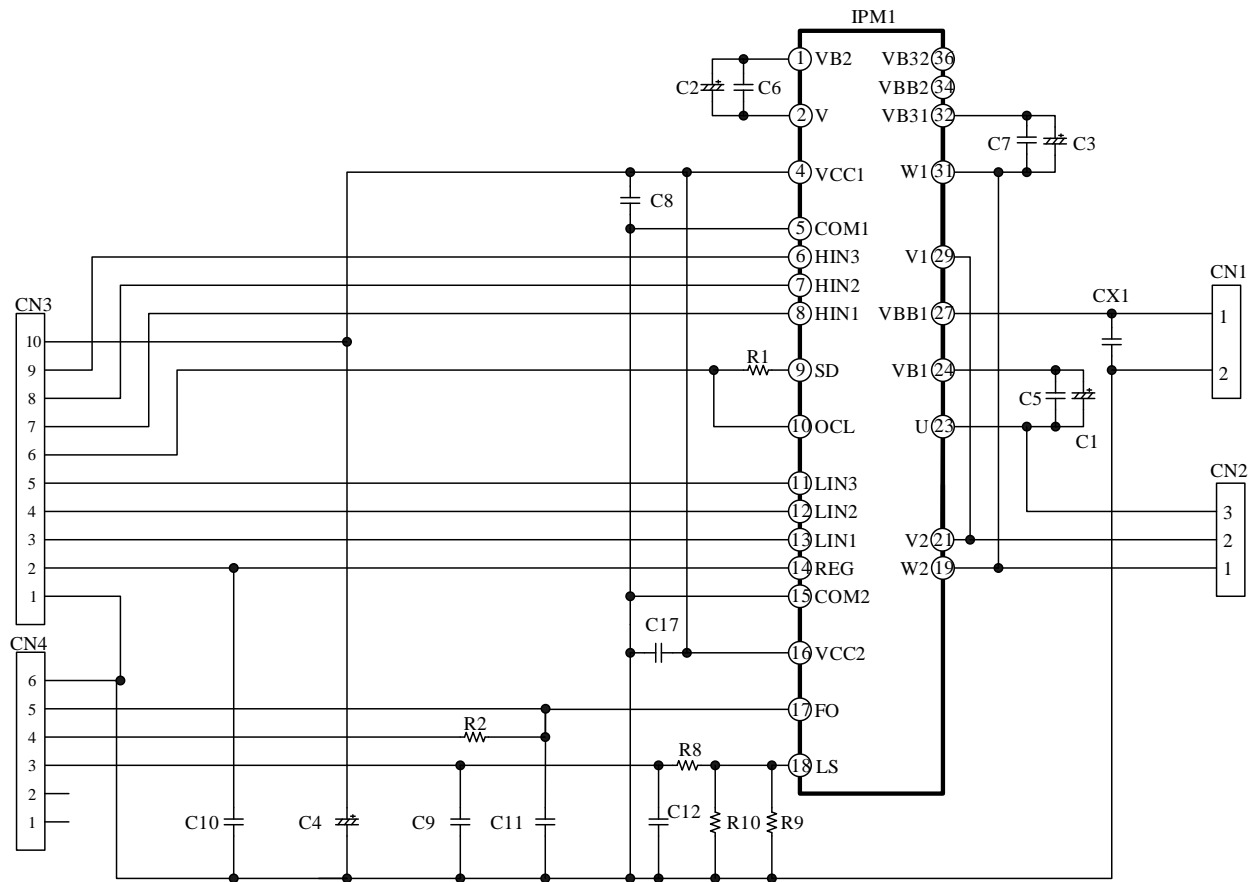 IPM1
1 VB2 VB32 36
C2 C6 VBB2 34
2 V VB31 32
C7 C3
4 VCC1 W1 31
C8
5 COM1
6 HIN3 V1 29
7 HIN2 CN1
CN3 CX1
8 HIN1 VBB1 27 1
10
R1
9 9 SD VB1 24 2
8 C5
7 10 OCL U 23 C1
6 CN2
5 11 LIN3
4 12 LIN2 3
3 13 LIN1 V2 21 2
2 14 REG W2 19 1
1 15 COM2
C17
CN4
16 VCC2
6
5 17 FO
4 R2
R8
3 18 LS
2
1 C10 C4 C9 C11 C12 R10 R9